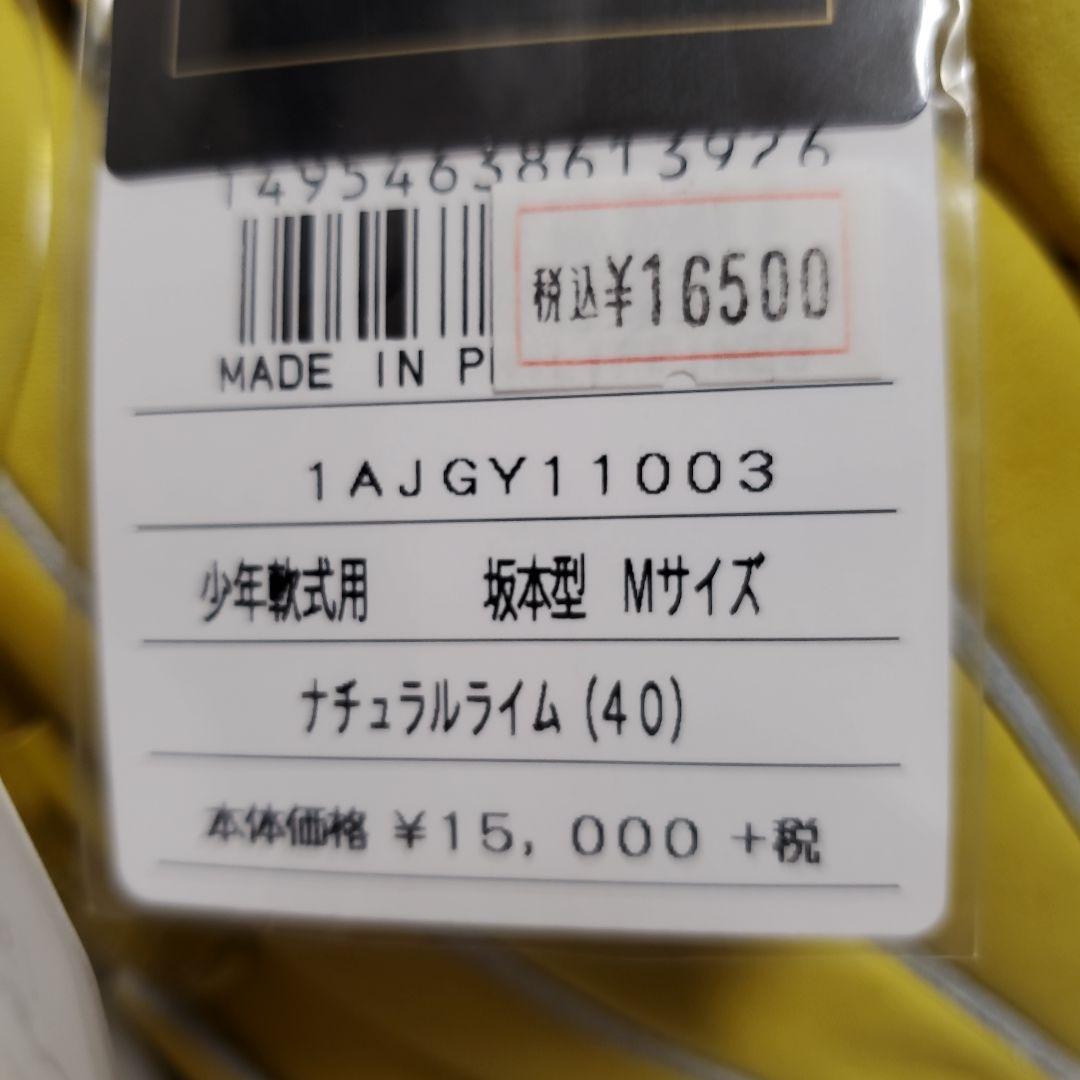 14954638613926
税込¥16500
MADE IN P
1AJGY11003
少年軟式用 坂本型 Mサイズ
ナチュラルライム(40)
本体価格 ¥15,000 +税